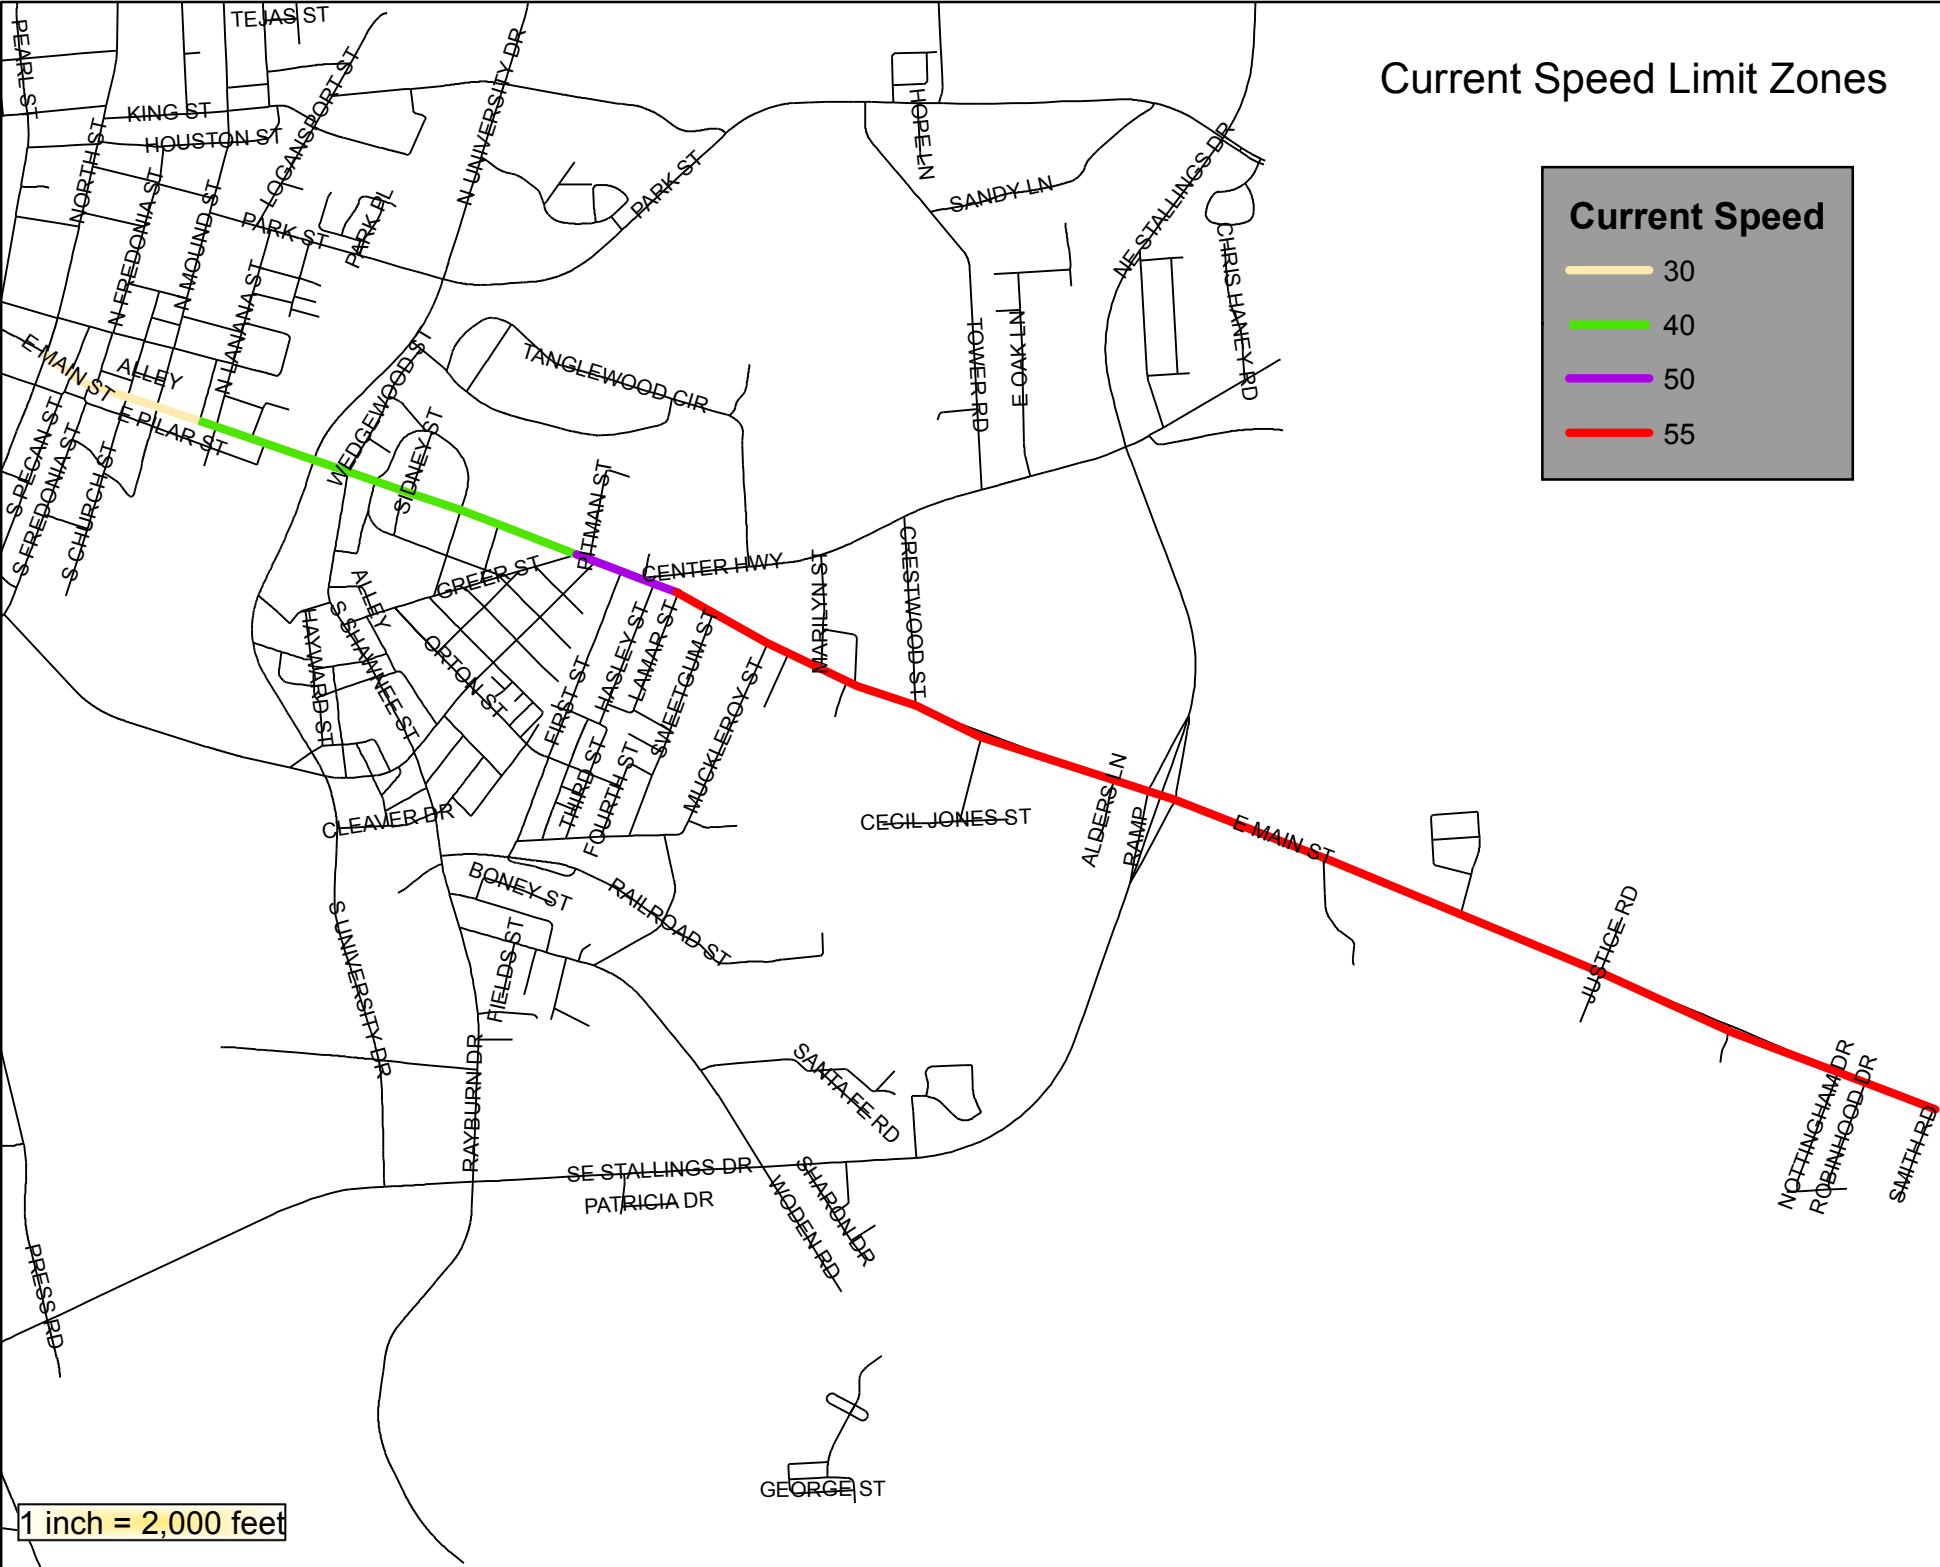 TEJAS ST
PEARL ST
Current Speed Limit Zones
KING ST
HOUSTON ST
LOGANSPORT ST
N UNIVERSITY DR
HOPE LN
NORTH ST
N FREDONIA ST
N MOUND ST
PARK ST
PARK PL
PARK ST
SANDY LN
NE STALLINGS DR
CHRIS HANEY RD
Current Speed
30
40
50
55
N LANANA ST
E MAIN ST
ALLEY
E PILAR ST
WEDGEWOOD ST
SIDNEY ST
TANGLEWOOD CIR
TOWER RD
E OAK LN
S PECAN ST
S FREDONIA ST
S CHURCH ST
PITMAN ST
GREER ST
CENTER HWY
MARILYN ST
CRESTWOOD ST
ALLEY
S SHAWNEE ST
HAYWARD ST
ORTON ST
FIRST ST
HASLEY ST
LAMAR ST
SWEETGUM ST
MUCKLEROY ST
THIRD ST
FOURTH ST
CLEAVER DR
CECIL JONES ST
ALDERS LN
RAMP
E MAIN ST
BONEY ST
RAILROAD ST
FIELDS ST
S UNIVERSITY DR
RAYBURN DR
JUSTICE RD
SANTA FE RD
NOTTINGHAM DR
ROBINHOOD DR
SMITH RD
SE STALLINGS DR
PATRICIA DR
SHARON DR
WODEN RD
PRESS RD
GEORGE ST
1 inch = 2,000 feet